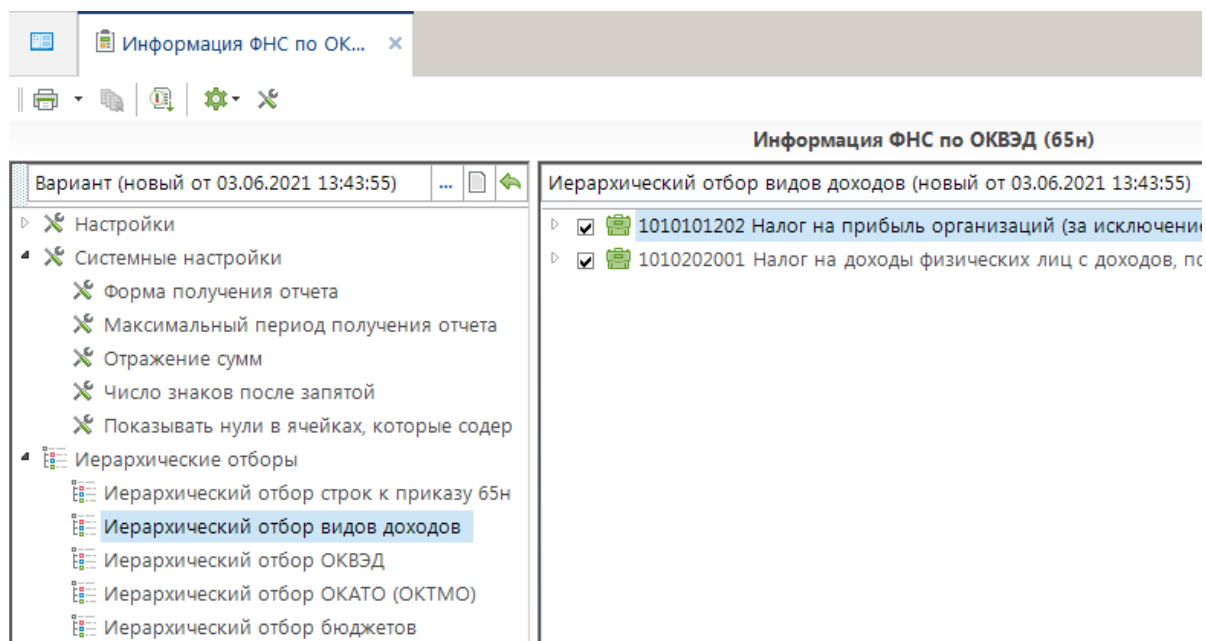 Информация ФНС по ОК...
Информация ФНС по ОКВЭД (65н)
Вариант (новый от 03.06.2021 13:43:55) ...
Настройки
Системные настройки
Форма получения отчета
Максимальный период получения отчета
Отражение сумм
Число знаков после запятой
Показывать нули в ячейках, которые содер
Иерархические отборы
Иерархический отбор строк к приказу 65н
Иерархический отбор видов доходов
Иерархический отбор ОКВЭД
Иерархический отбор ОКАТО (ОКТМО)
Иерархический отбор бюджетов
Иерархический отбор видов доходов (новый от 03.06.2021 13:43:55)
1010101202 Налог на прибыль организаций (за исключени
1010202001 Налог на доходы физических лиц с доходов, по